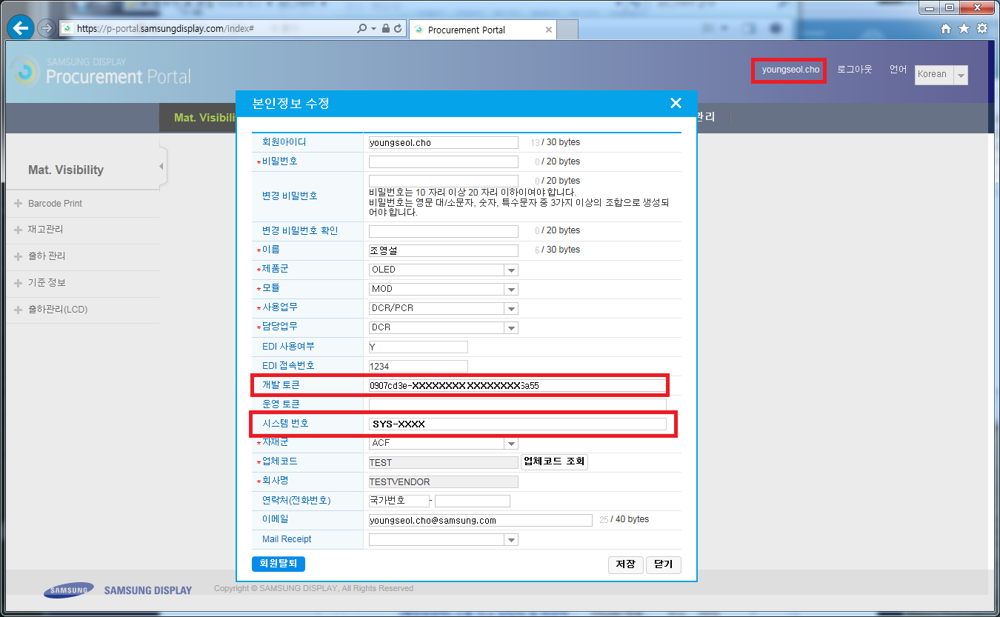 https://p-portal.samsungdisplay.com/index#
Procurement Portal
SAMSUNG DISPLAY
Procurement Portal
youngseol.cho
로그아웃
언어
Korean
Mat. Visibili
관리
Mat. Visibility
Barcode Print
재고관리
출하 관리
기준 정보
출하관리(LCD)
본인정보 수정
회원아이디 youngseol.cho 13 / 30 bytes
*비밀번호 0 / 20 bytes
0 / 20 bytes
변경 비밀번호
비밀번호는 10 자리 이상 20 자리 이하이여야 합니다.
비밀번호는 영문 대/소문자, 숫자, 특수문자 중 3가지 이상의 조합으로 생성되
어야 합니다.
변경 비밀번호 확인 0 / 20 bytes
*이름 조영설 6 / 30 bytes
*제품군 OLED
*모듈 MOD
*사용업무 DCR/PCR
*담당업무 DCR
EDI 사용여부 Y
EDI 접속번호 1234
개발 토큰 0907cd3e-XXXXXXXX XXXXXXXX6a55
운영 토큰
시스템 번호 SYS-XXXX
*자재군 ACF
*업체코드 TEST 업체코드 조회
*회사명 TESTVENDOR
연락처(전화번호) 국가번호 -
이메일 youngseol.cho@samsung.com 25 / 40 bytes
Mail Receipt
회원탈퇴 저장 닫기
SAMSUNG SAMSUNG DISPLAY Copyright © SAMSUNG DISPLAY, All Rights Reserved